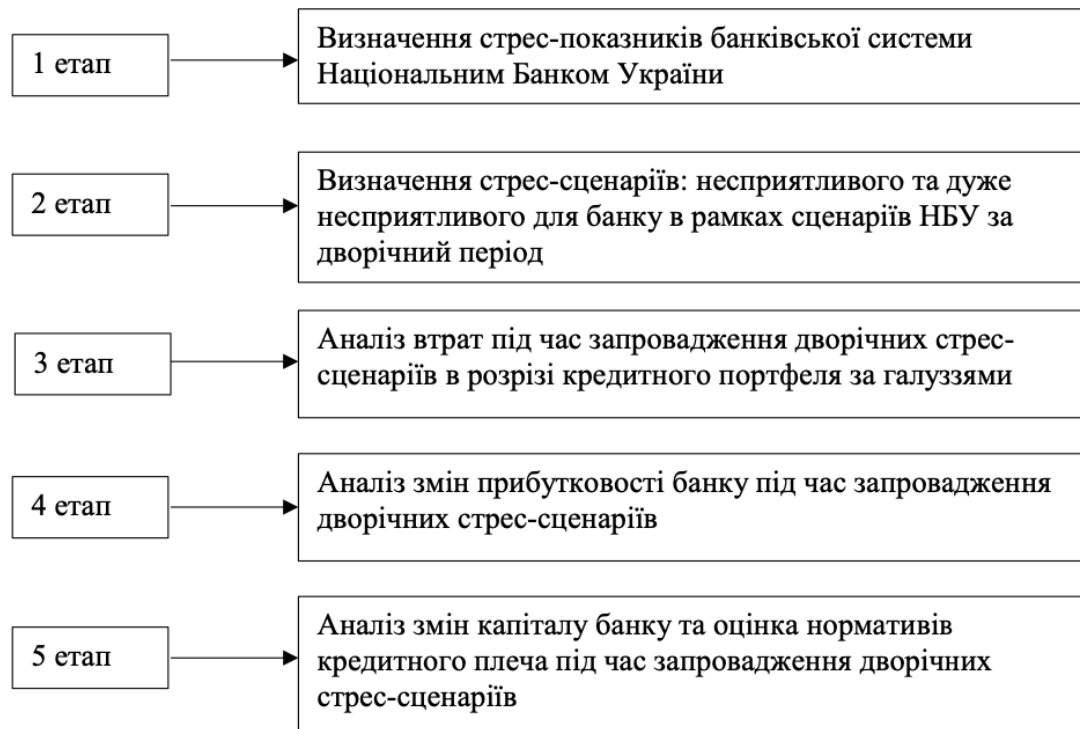 1 етап
Визначення стрес-показників банківської системи
Національним Банком України
2 етап
Визначення стрес-сценаріїв: несприятливого та дуже
несприятливого для банку в рамках сценаріїв НБУ за
дворічний період
3 етап
Аналіз втрат під час запровадження дворічних стрес-
сценаріїв в розрізі кредитного портфеля за галуззями
4 етап
Аналіз змін прибутковості банку під час запровадження
дворічних стрес-сценаріїв
5 етап
Аналіз змін капіталу банку та оцінка нормативів
кредитного плеча під час запровадження дворічних
стрес-сценаріїв